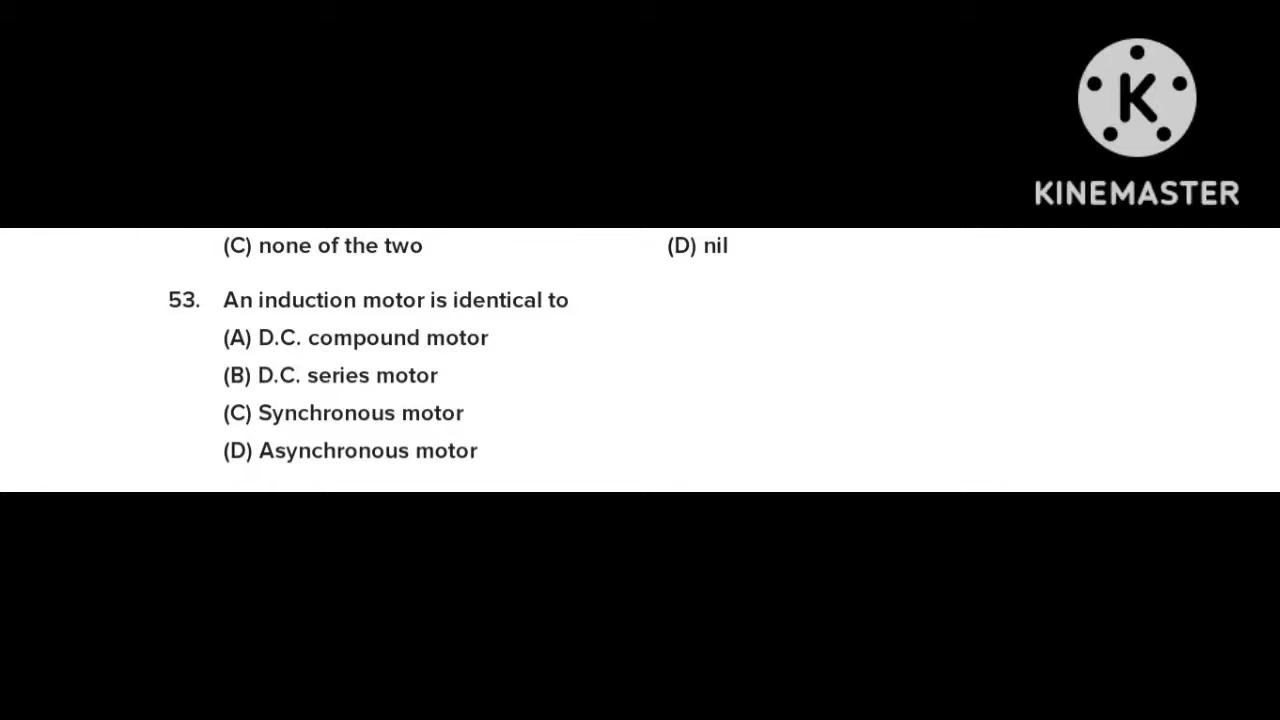 K
KINEMASTER
(C) none of the two (D) nil
53. An induction motor is identical to
(A) D.C. compound motor
(B) D.C. series motor
(C) Synchronous motor
(D) Asynchronous motor